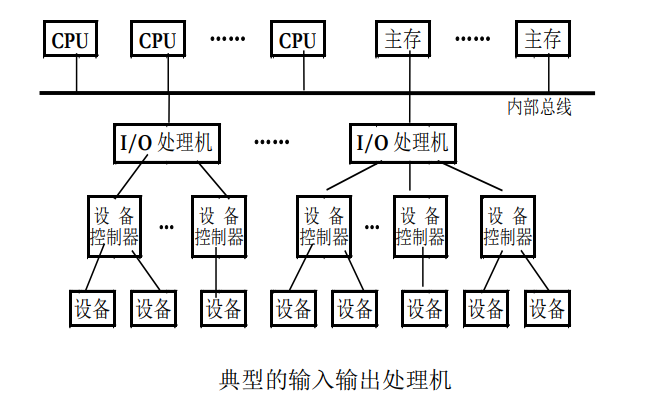 CPU CPU …… CPU 主存 …… 主存
内部总线
I/O 处理机 …… I/O 处理机
设 备 控制器 … 设 备 控制器 设 备 控制器 … 设 备 控制器 设 备 控制器
设备 设备 设备 设备 设备 设备 设备 设备
典型的输入输出处理机